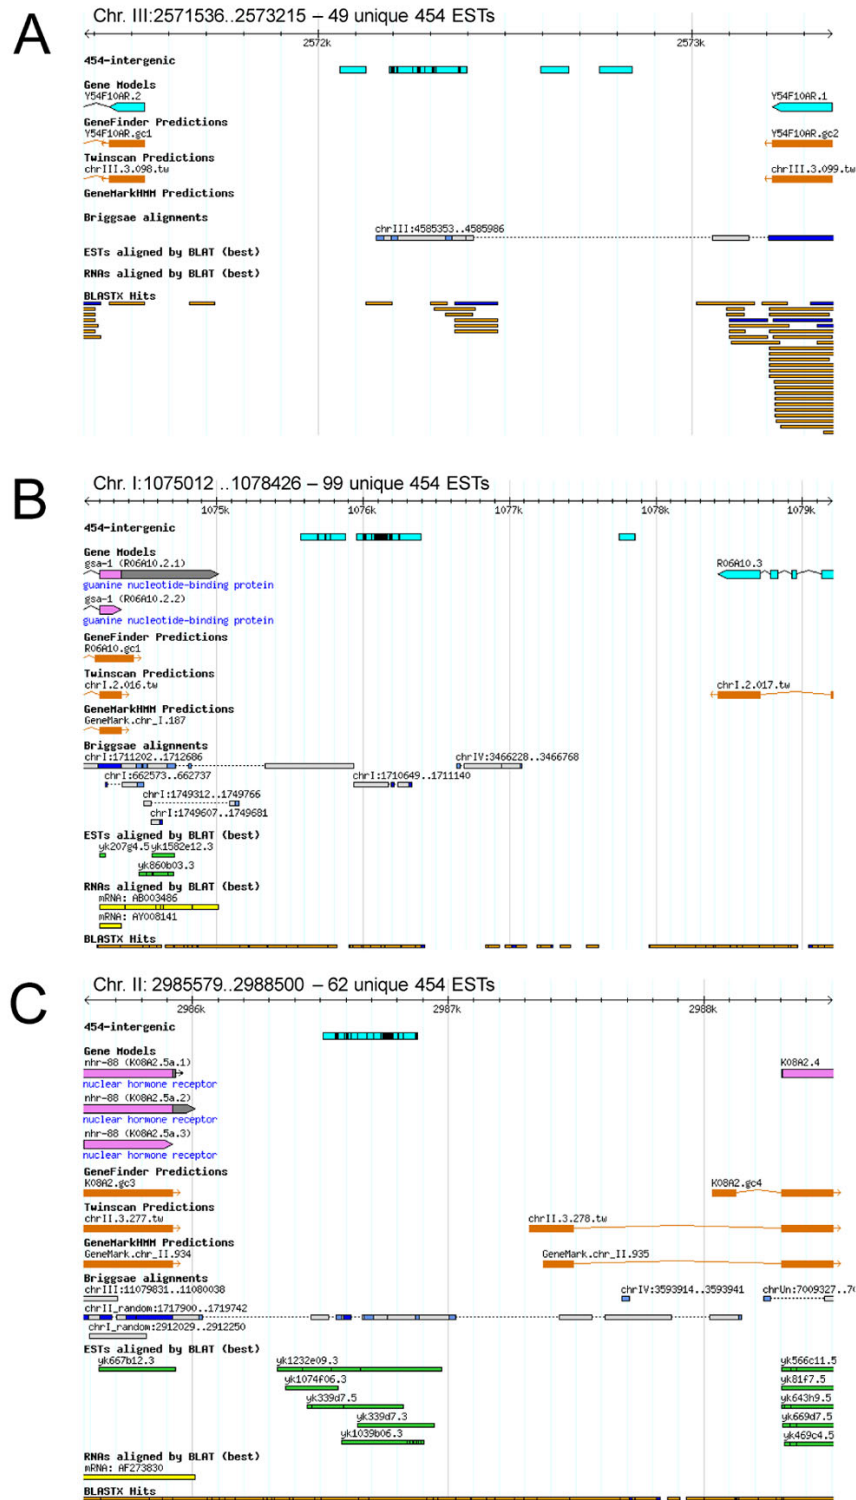 A
Chr. III:2571536..2573215 – 49 unique 454 ESTs
2572k 2573k
454-intergenic
Gene Models
Y54F10AR.2 Y54F10AR.1
GeneFinder Predictions
Y54F10AR.gc1 Y54F10AR.gc2
Twinscan Predictions
chrIII.3.098.tw chrIII.3.099.tw
GeneMarkHMM Predictions
Briggsae alignments
chrIII:4585353..4585986
ESTs aligned by BLAT (best)
RNAs aligned by BLAT (best)
BLASTX Hits
B
Chr. I:1075012..1078426 – 99 unique 454 ESTs
1075k 1076k 1077k 1078k 1079k
454-intergenic
Gene Models
gsa-1 (R06A10.2.1) R06A10.3
guanine nucleotide-binding protein
gsa-1 (R06A10.2.2)
guanine nucleotide-binding protein
GeneFinder Predictions
R06A10.gc1
Twinscan Predictions
chrI.2.016.tw chrI.2.017.tw
GeneMarkHMM Predictions
GeneMark.chr_I.187
Briggsae alignments
chrI:1711202..1712686 chrIV:3466228..3466768
chrI:662573..662737 chrI:1710649..1711140
chrI:1749312..1749766
chrI:1749607..1749681
ESTs aligned by BLAT (best)
yk207g4.5 yk1582e12.3
yk860b03.3
RNAs aligned by BLAT (best)
mRNA: AB003486
mRNA: AY008141
BLASTX Hits
C
Chr. II: 2985579..2988500 – 62 unique 454 ESTs
2986k 2987k 2988k
454-intergenic
Gene Models
nhr-88 (K08A2.5a.1) K08A2.4
nuclear hormone receptor
nhr-88 (K08A2.5a.2)
nuclear hormone receptor
nhr-88 (K08A2.5a.3)
nuclear hormone receptor
GeneFinder Predictions
K08A2.gc3 K08A2.gc4
Twinscan Predictions
chrII.3.277.tw chrII.3.278.tw
GeneMarkHMM Predictions
GeneMark.chr_II.934 GeneMark.chr_II.935
Briggsae alignments
chrIII:11079831..11080038 chrIV:3593914..3593941 chrUn:7009327..70
chrII_random:1717900..1719742
chrI_random:2912029..2912250
ESTs aligned by BLAT (best)
yk667b12.3 yk1232e09.3 yk566c11.5
yk1074f06.3 yk81f7.5
yk339d7.5 yk643h9.5
yk339d7.3 yk669d7.5
yk1039b06.3 yk469c4.5
RNAs aligned by BLAT (best)
mRNA: AF273830
BLASTX Hits